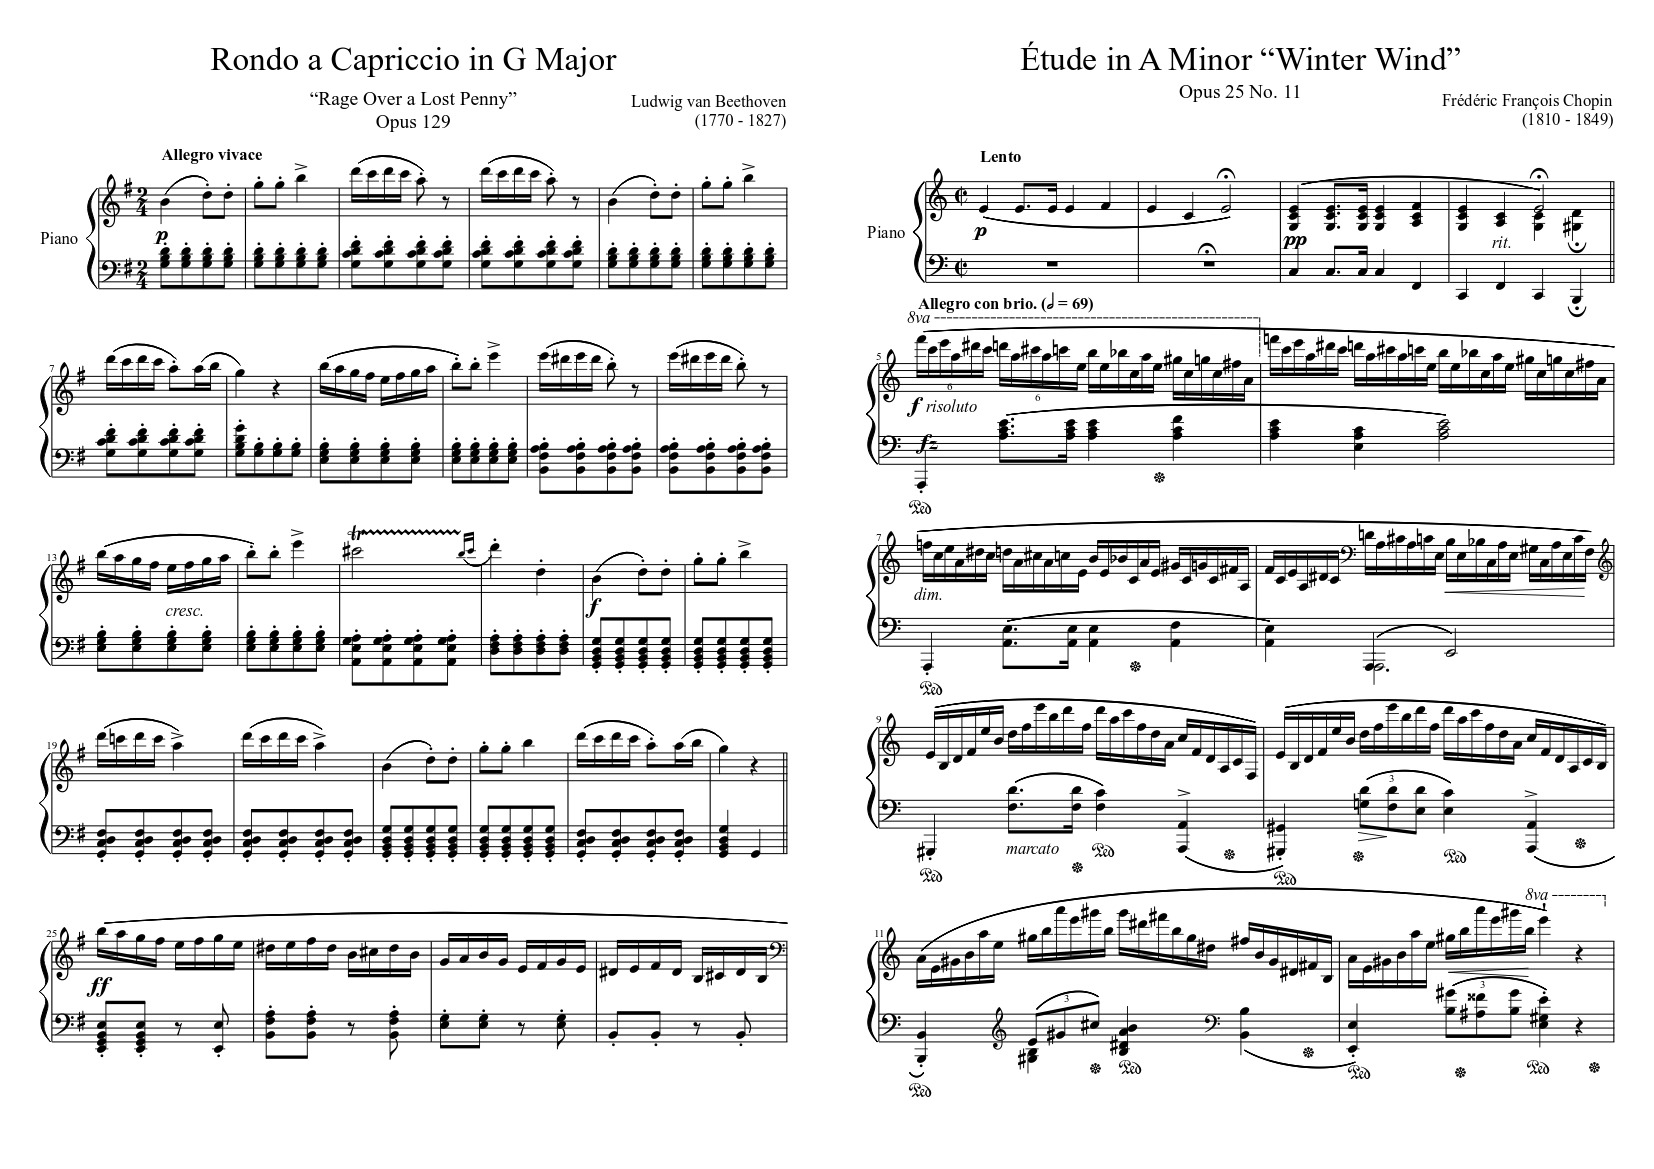 Rondo a Capriccio in G Major
“Rage Over a Lost Penny”
Opus 129
Ludwig van Beethoven
(1770 - 1827)
Allegro vivace
Piano
p
7
13
cresc.
tr
f
19
25
ff
Étude in A Minor “Winter Wind”
Opus 25 No. 11
Frédéric François Chopin
(1810 - 1849)
Lento
Piano
p
pp
rit.
Allegro con brio. (𝅗𝅥 = 69)
8va
5
6
6
f risoluto
fz
Ped
7
dim.
Ped
9
3
marcato
Ped
Ped
Ped
Ped
8va
11
3
3
Ped
Ped
Ped
Ped